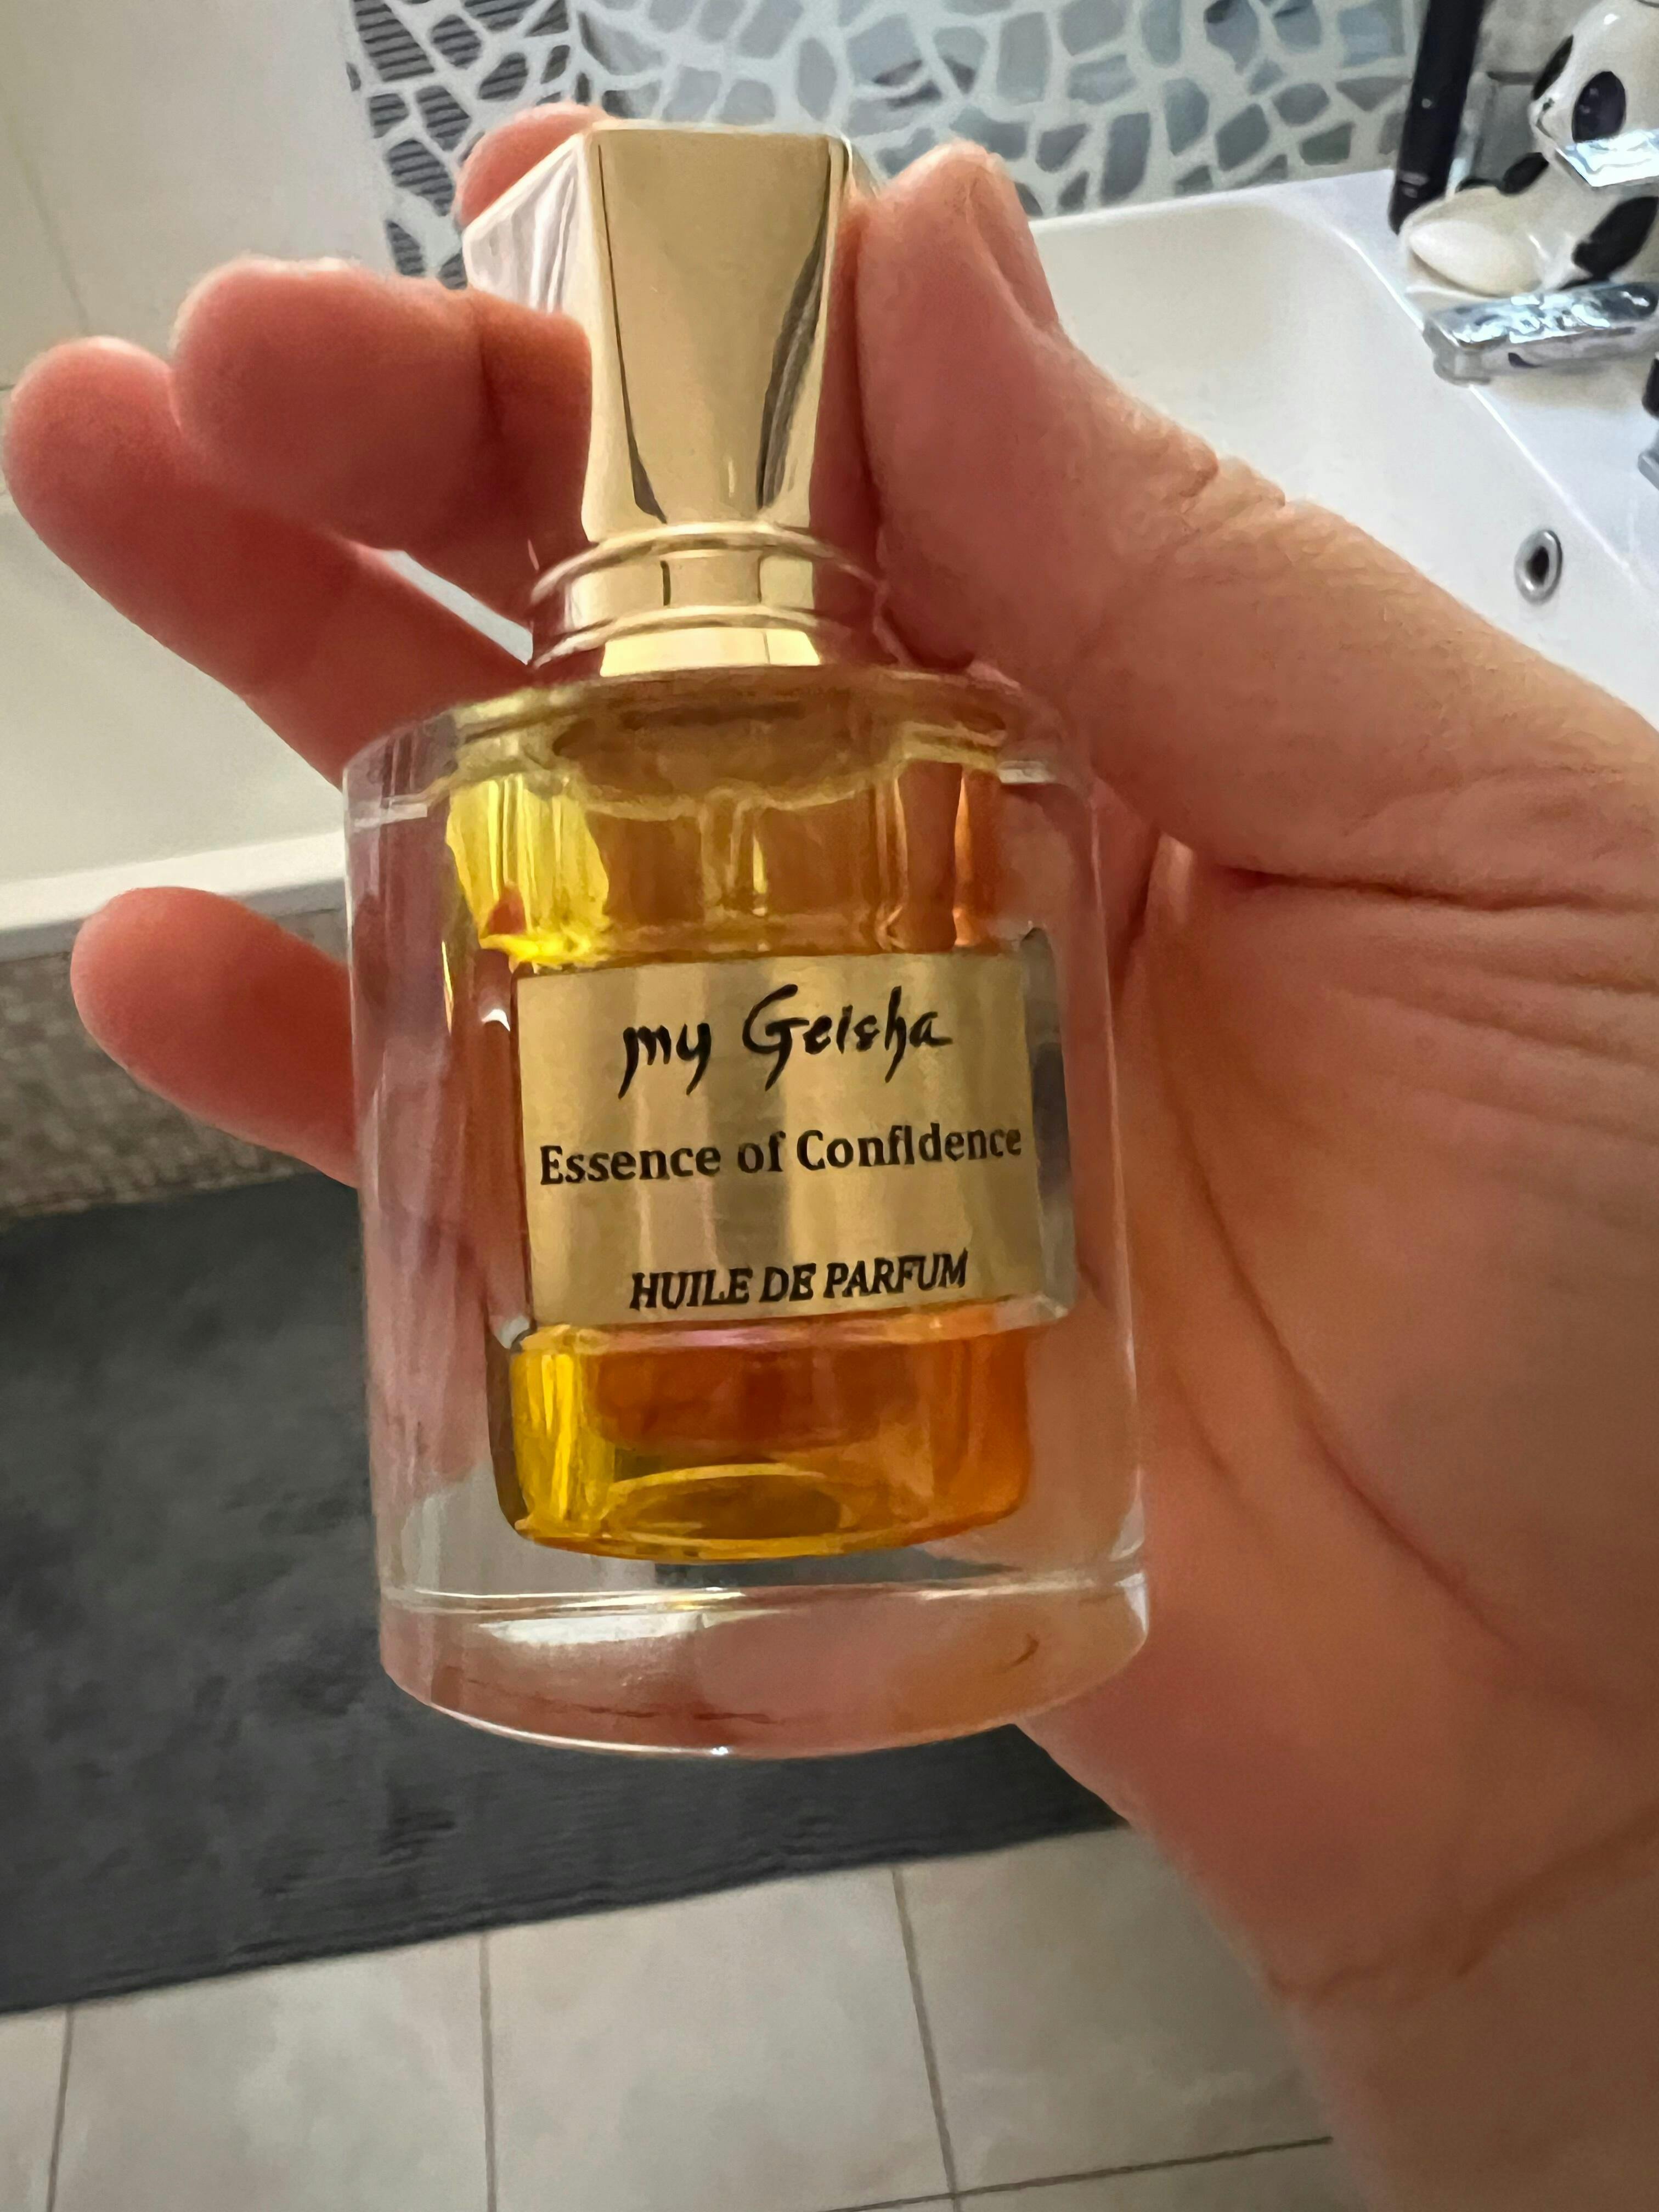 my Geisha
Essence of Confidence
HUILE DE PARFUM